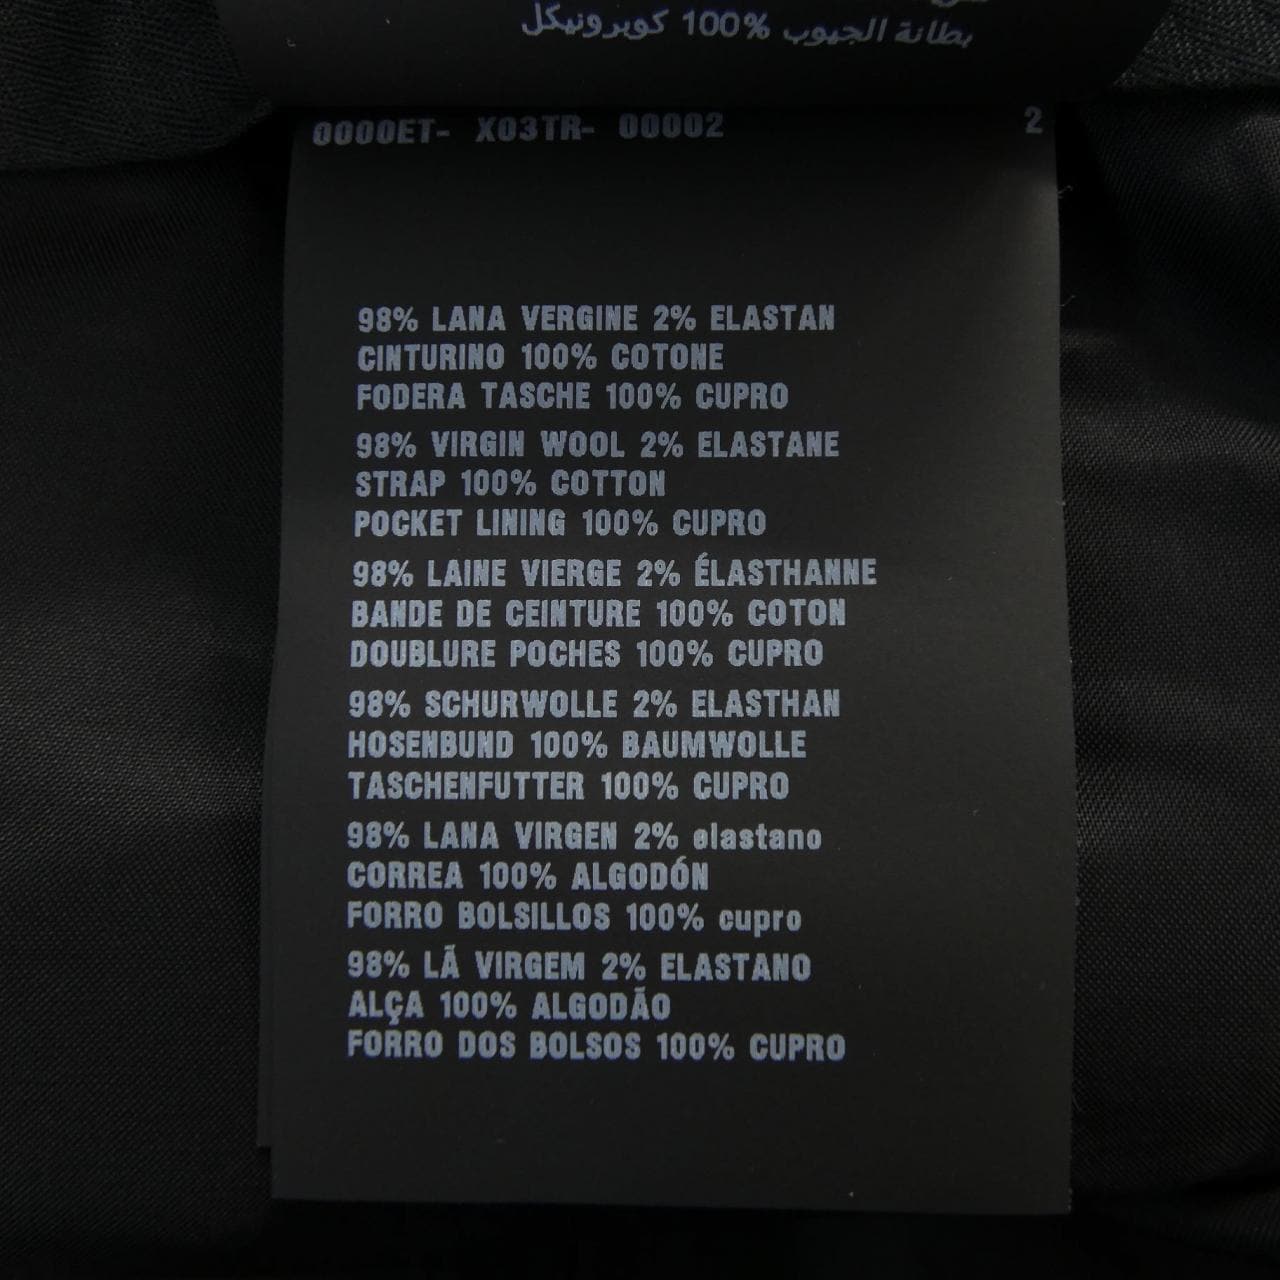 بطانة الجيوب 100% كوبرونيكل
0000ET- X03TR- 00002 2
98% LANA VERGINE 2% ELASTAN
CINTURINO 100% COTONE
FODERA TASCHE 100% CUPRO
98% VIRGIN WOOL 2% ELASTANE
STRAP 100% COTTON
POCKET LINING 100% CUPRO
98% LAINE VIERGE 2% ÉLASTHANNE
BANDE DE CEINTURE 100% COTON
DOUBLURE POCHES 100% CUPRO
98% SCHURWOLLE 2% ELASTHAN
HOSENBUND 100% BAUMWOLLE
TASCHENFUTTER 100% CUPRO
98% LANA VIRGEN 2% elastano
CORREA 100% ALGODÓN
FORRO BOLSILLOS 100% cupro
98% LÃ VIRGEM 2% ELASTANO
ALÇA 100% ALGODÃO
FORRO DOS BOLSOS 100% CUPRO